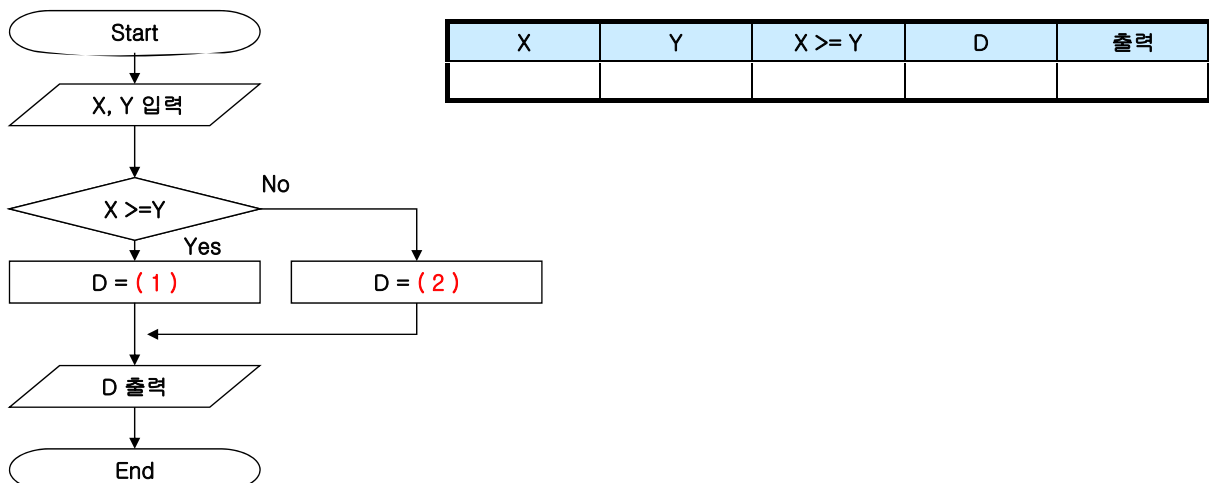 Start
X, Y 입력
X >=Y
No
Yes
D = ( 1 )
D = ( 2 )
D 출력
End
X Y X >= Y D 출력